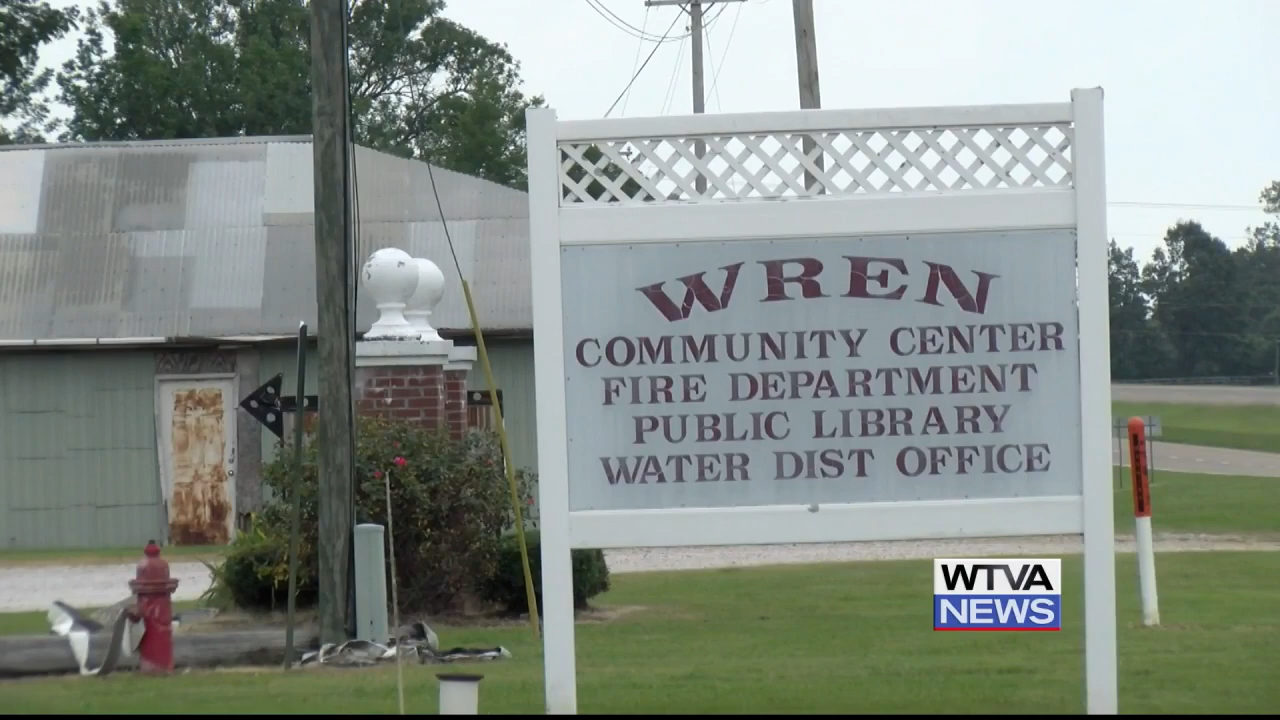 WREN
COMMUNITY CENTER
FIRE DEPARTMENT
PUBLIC LIBRARY
WATER DIST OFFICE
WTVA
NEWS